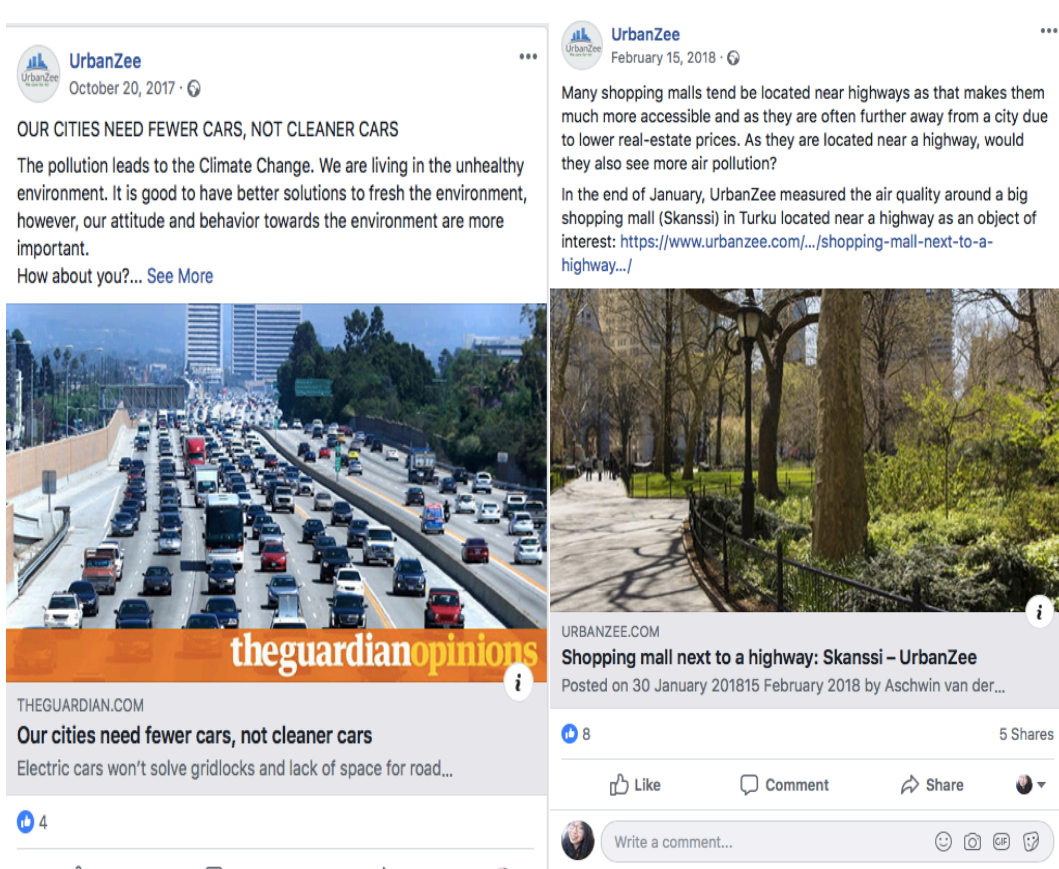 UrbanZee
October 20, 2017 ·
OUR CITIES NEED FEWER CARS, NOT CLEANER CARS
The pollution leads to the Climate Change. We are living in the unhealthy
environment. It is good to have better solutions to fresh the environment,
however, our attitude and behavior towards the environment are more
important.
How about you?... See More
theguardianopinions
THEGUARDIAN.COM
Our cities need fewer cars, not cleaner cars
Electric cars won't solve gridlocks and lack of space for road...
4
UrbanZee
UrbanZee
February 15, 2018 ·
Many shopping malls tend be located near highways as that makes them
much more accessible and as they are often further away from a city due
to lower real-estate prices. As they are located near a highway, would
they also see more air pollution?
In the end of January, UrbanZee measured the air quality around a big
shopping mall (Skanssi) in Turku located near a highway as an object of
interest: https://www.urbanzee.com/.../shopping-mall-next-to-a-
highway.../
URBANZEE.COM
Shopping mall next to a highway: Skanssi – UrbanZee
Posted on 30 January 201815 February 2018 by Aschwin van der...
8
5 Shares
Like
Comment
Share
Write a comment...
GIF
UrbanZee